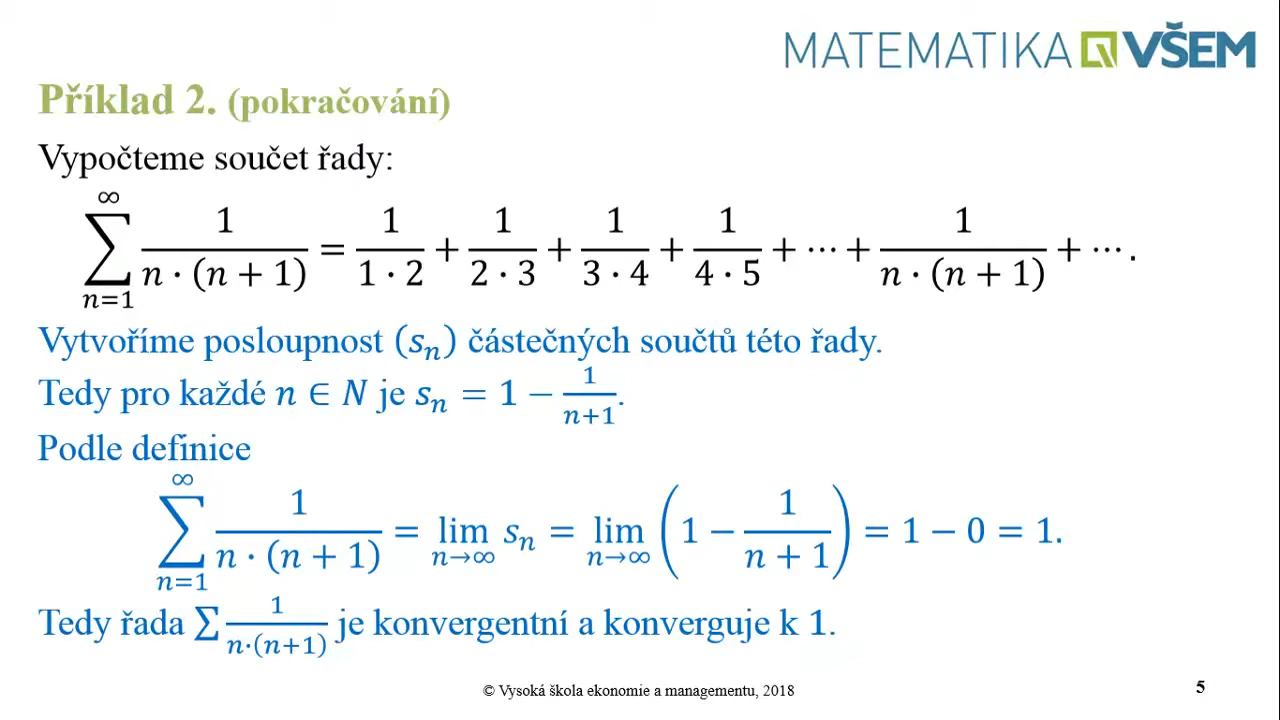 MATEMATIKA VŠEM
Příklad 2. (pokračování)
Vypočteme součet řady:
∑_{n=1}^{∞} 1/(n · (n + 1)) = 1/(1 · 2) + 1/(2 · 3) + 1/(3 · 4) + 1/(4 · 5) + ⋯ + 1/(n · (n + 1)) + ⋯ .
Vytvoříme posloupnost (sₙ) částečných součtů této řady.
Tedy pro každé n ∈ N je sₙ = 1 − 1/(n+1).
Podle definice
∑_{n=1}^{∞} 1/(n · (n + 1)) = lim_{n→∞} sₙ = lim_{n→∞} (1 − 1/(n + 1)) = 1 − 0 = 1.
Tedy řada ∑ 1/(n·(n+1)) je konvergentní a konverguje k 1.
© Vysoká škola ekonomie a managementu, 2018
5